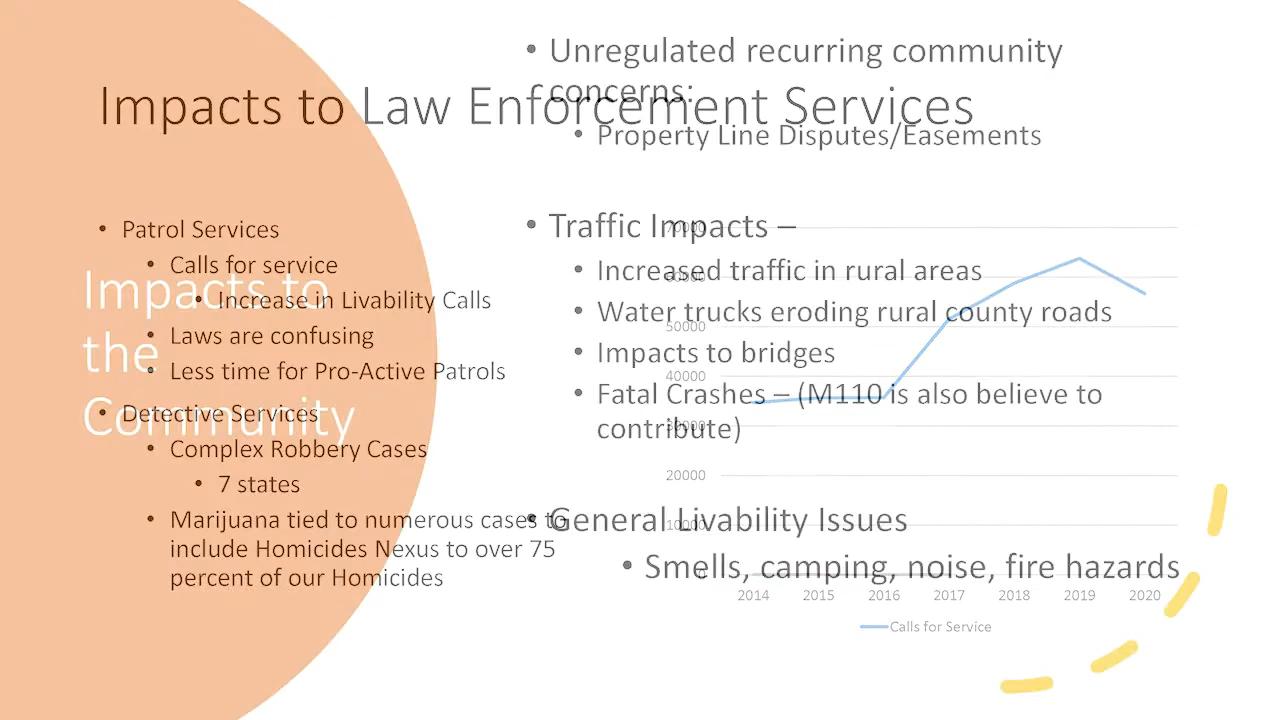 Impacts to Law Enforcement Services
• Patrol Services
• Calls for service
• Increase in Livability Calls
• Laws are confusing
• Less time for Pro-Active Patrols
• Detective Services
• Complex Robbery Cases
• 7 states
• Marijuana tied to numerous cases to
include Homicides Nexus to over 75
percent of our Homicides
Impacts to
the
Community
• Unregulated recurring community
concerns:
• Property Line Disputes/Easements
• Traffic Impacts –
• Increased traffic in rural areas
• Water trucks eroding rural county roads
• Impacts to bridges
• Fatal Crashes – (M110 is also believe to
contribute)
• General Livability Issues
• Smells, camping, noise, fire hazards
70000
60000
50000
40000
30000
20000
10000
0
2014 2015 2016 2017 2018 2019 2020
Calls for Service